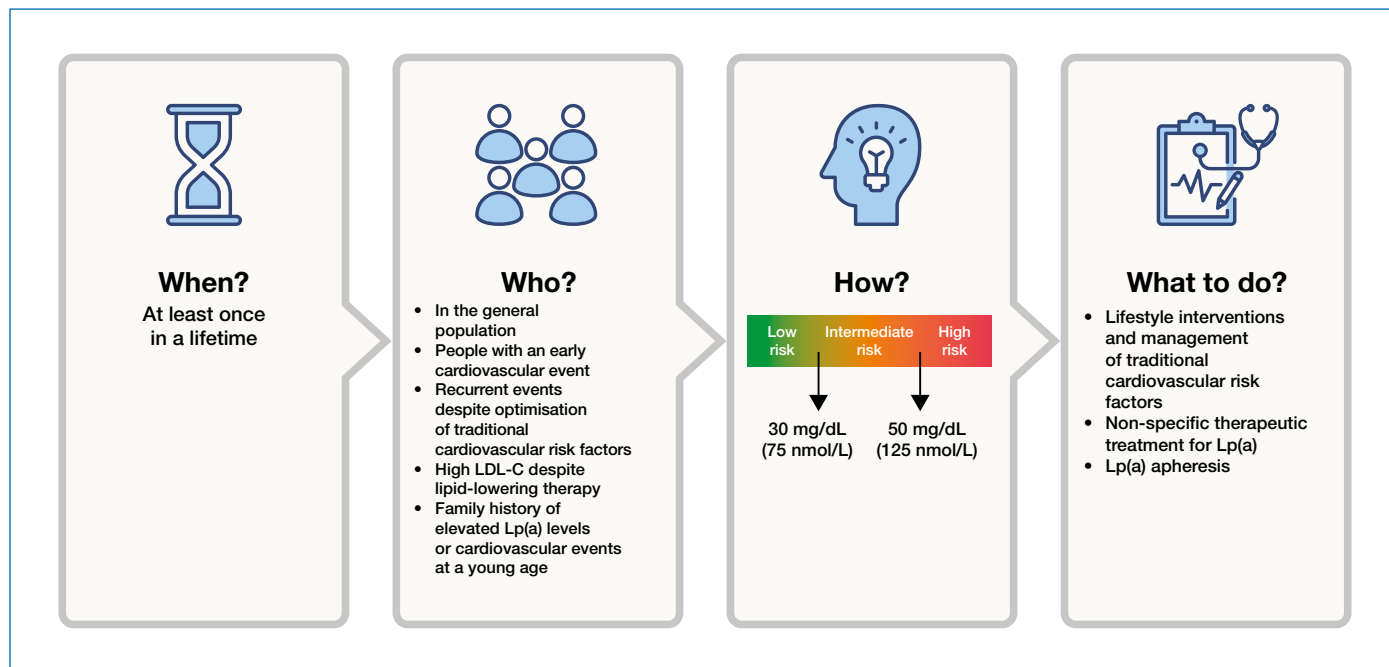 When?
At least once
in a lifetime
Who?
• In the general
population
• People with an early
cardiovascular event
• Recurrent events
despite optimisation
of traditional
cardiovascular risk factors
• High LDL-C despite
lipid-lowering therapy
• Family history of
elevated Lp(a) levels
or cardiovascular events
at a young age
How?
Low
risk
Intermediate
risk
High
risk
30 mg/dL
(75 nmol/L)
50 mg/dL
(125 nmol/L)
What to do?
• Lifestyle interventions
and management
of traditional
cardiovascular risk
factors
• Non-specific therapeutic
treatment for Lp(a)
• Lp(a) apheresis